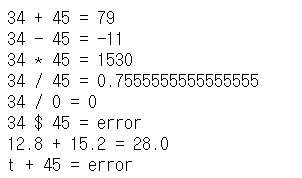 34 + 45 = 79
34 - 45 = -11
34 * 45 = 1530
34 / 45 = 0.7555555555555555
34 / 0 = 0
34 $ 45 = error
12.8 + 15.2 = 28.0
t + 45 = error